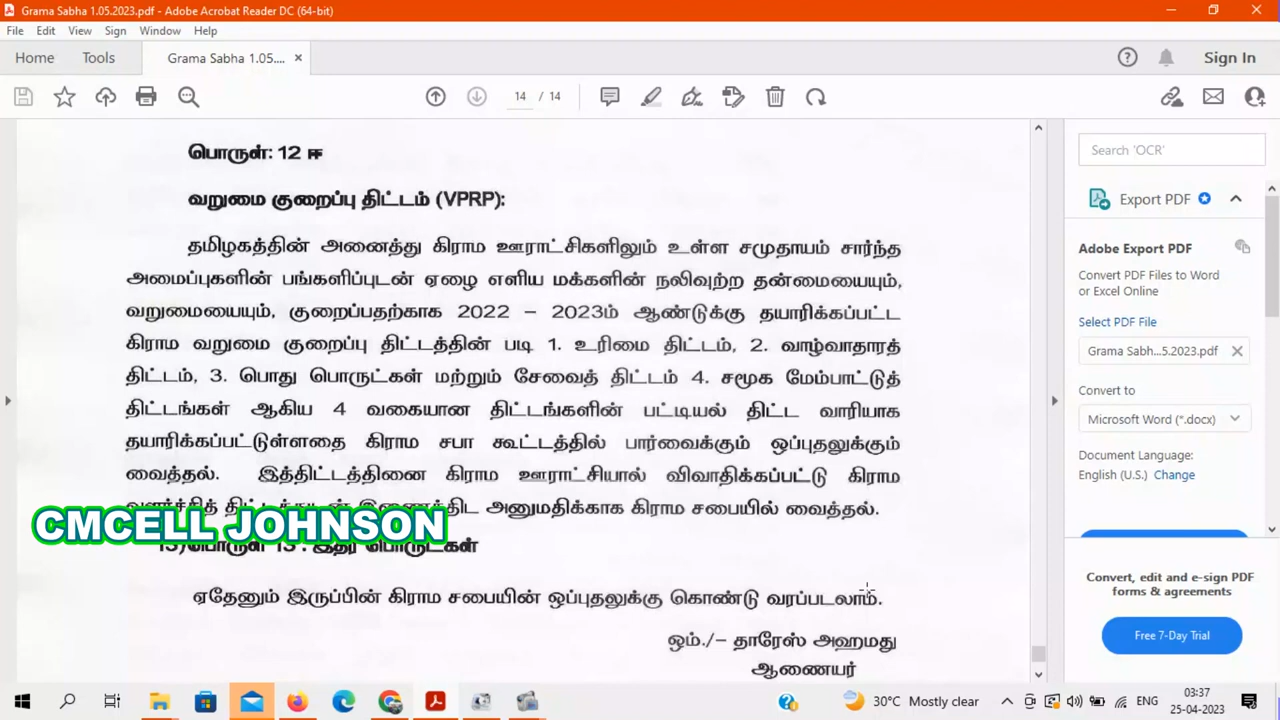 Grama Sabha 1.05.2023.pdf - Adobe Acrobat Reader DC (64-bit)
File Edit View Sign Window Help
Home Tools Grama Sabha 1.05.... × Sign In
14 / 14
பொருள்: 12 ஈ
வறுமை குறைப்பு திட்டம் (VPRP):
தமிழகத்தின் அனைத்து கிராம ஊராட்சிகளிலும் உள்ள சமுதாயம் சார்ந்த
அமைப்புகளின் பங்களிப்புடன் ஏழை எளிய மக்களின் நலிவுற்ற தன்மையையும்,
வறுமையையும், குறைப்பதற்காக 2022 – 2023ம் ஆண்டுக்கு தயாரிக்கப்பட்ட
கிராம வறுமை குறைப்பு திட்டத்தின் படி 1. உரிமை திட்டம், 2. வாழ்வாதாரத்
திட்டம், 3. பொது பொருட்கள் மற்றும் சேவைத் திட்டம் 4. சமூக மேம்பாட்டுத்
திட்டங்கள் ஆகிய 4 வகையான திட்டங்களின் பட்டியல் திட்ட வாரியாக
தயாரிக்கப்பட்டுள்ளதை கிராம சபா கூட்டத்தில் பார்வைக்கும் ஒப்புதலுக்கும்
வைத்தல். இத்திட்டத்தினை கிராம ஊராட்சியால் விவாதிக்கப்பட்டு கிராம
அனுமதிக்காக கிராம சபையில் வைத்தல்.
CMCELL JOHNSON
ஏதேனும் இருப்பின் கிராம சபையின் ஒப்புதலுக்கு கொண்டு வரப்படலாம்.
ஒம்./– தாரேஸ் அஹமது
ஆணையர்
Search 'OCR'
Export PDF
Adobe Export PDF
Convert PDF Files to Word
or Excel Online
Select PDF File
Grama Sabh...5.2023.pdf
Convert to
Microsoft Word (*.docx)
Document Language:
English (U.S.) Change
Convert, edit and e-sign PDF
forms & agreements
Free 7-Day Trial
30°C Mostly clear ENG 03:37
25-04-2023